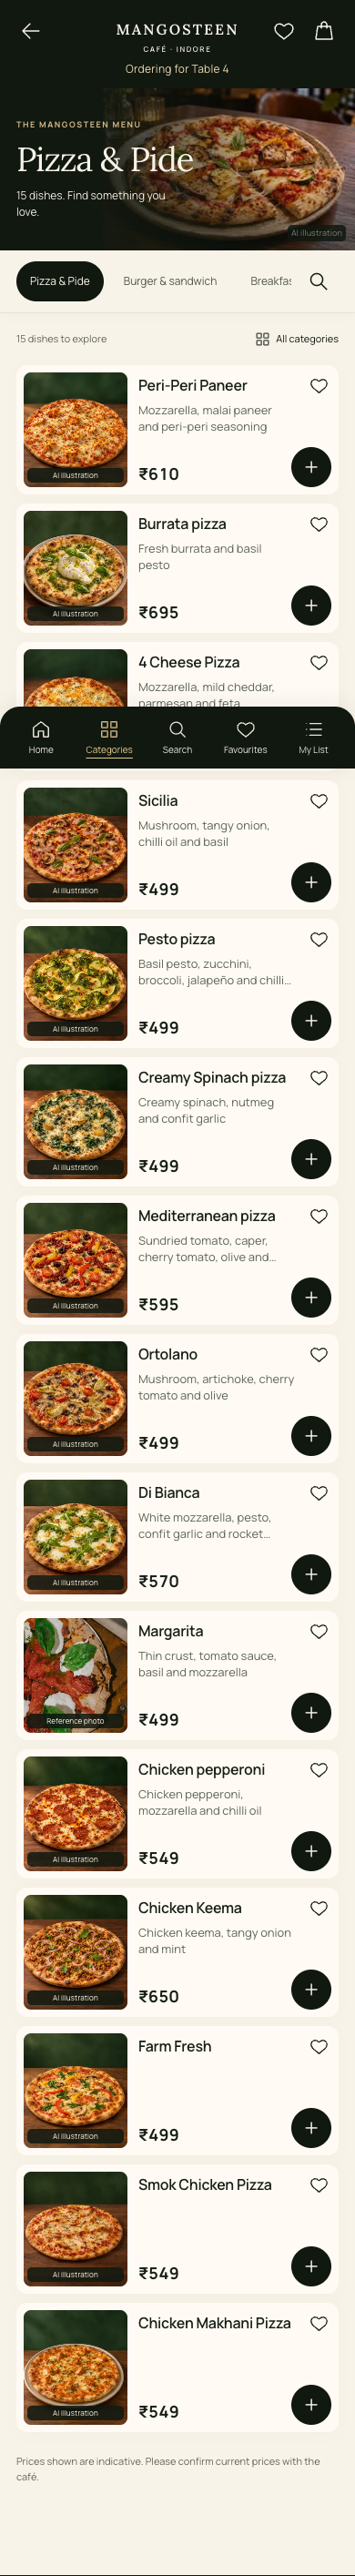 MANGOSTEEN
CAFÉ · INDORE
Ordering for Table 4
THE MANGOSTEEN MENU
Pizza & Pide
15 dishes. Find something you
love.
AI illustration
Pizza & Pide
Burger & sandwich
Breakfas
15 dishes to explore
All categories
Peri-Peri Paneer
Mozzarella, malai paneer
and peri-peri seasoning
₹610
AI illustration
Burrata pizza
Fresh burrata and basil
pesto
₹695
AI illustration
4 Cheese Pizza
Mozzarella, mild cheddar,
parmesan and feta
Home
Categories
Search
Favourites
My List
Sicilia
Mushroom, tangy onion,
chilli oil and basil
₹499
AI illustration
Pesto pizza
Basil pesto, zucchini,
broccoli, jalapeño and chilli...
₹499
AI illustration
Creamy Spinach pizza
Creamy spinach, nutmeg
and confit garlic
₹499
AI illustration
Mediterranean pizza
Sundried tomato, caper,
cherry tomato, olive and...
₹595
AI illustration
Ortolano
Mushroom, artichoke, cherry
tomato and olive
₹499
AI illustration
Di Bianca
White mozzarella, pesto,
confit garlic and rocket...
₹570
AI illustration
Margarita
Thin crust, tomato sauce,
basil and mozzarella
₹499
Reference photo
Chicken pepperoni
Chicken pepperoni,
mozzarella and chilli oil
₹549
AI illustration
Chicken Keema
Chicken keema, tangy onion
and mint
₹650
AI illustration
Farm Fresh
₹499
AI illustration
Smok Chicken Pizza
₹549
AI illustration
Chicken Makhani Pizza
₹549
AI illustration
Prices shown are indicative. Please confirm current prices with the
café.